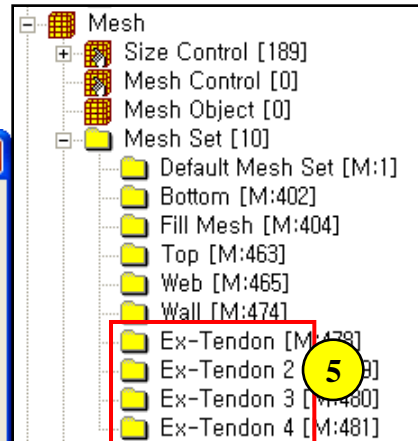 Mesh
Size Control [189]
Mesh Control [0]
Mesh Object [0]
Mesh Set [10]
Default Mesh Set [M:1]
Bottom [M:402]
Fill Mesh [M:404]
Top [M:463]
Web [M:465]
Wall [M:474]
Ex-Tendon [M:478]
Ex-Tendon 2
Ex-Tendon 3 [M:480]
Ex-Tendon 4 [M:481]
5